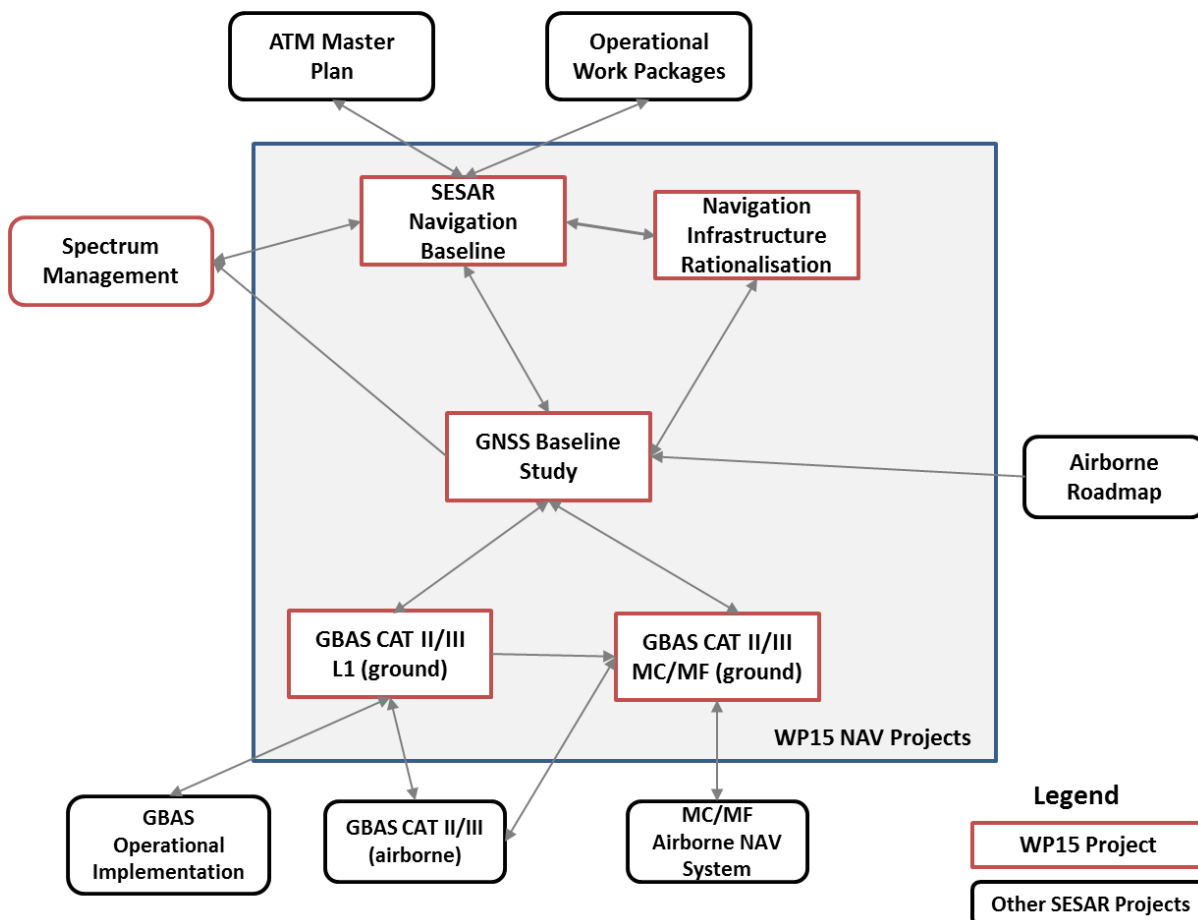 ATM Master
Plan
Operational
Work Packages
SESAR
Navigation
Baseline
Navigation
Infrastructure
Rationalisation
Spectrum
Management
GNSS Baseline
Study
Airborne
Roadmap
GBAS CAT II/III
L1 (ground)
GBAS CAT II/III
MC/MF (ground)
WP15 NAV Projects
GBAS
Operational
Implementation
GBAS CAT II/III
(airborne)
MC/MF
Airborne NAV
System
Legend
WP15 Project
Other SESAR Projects